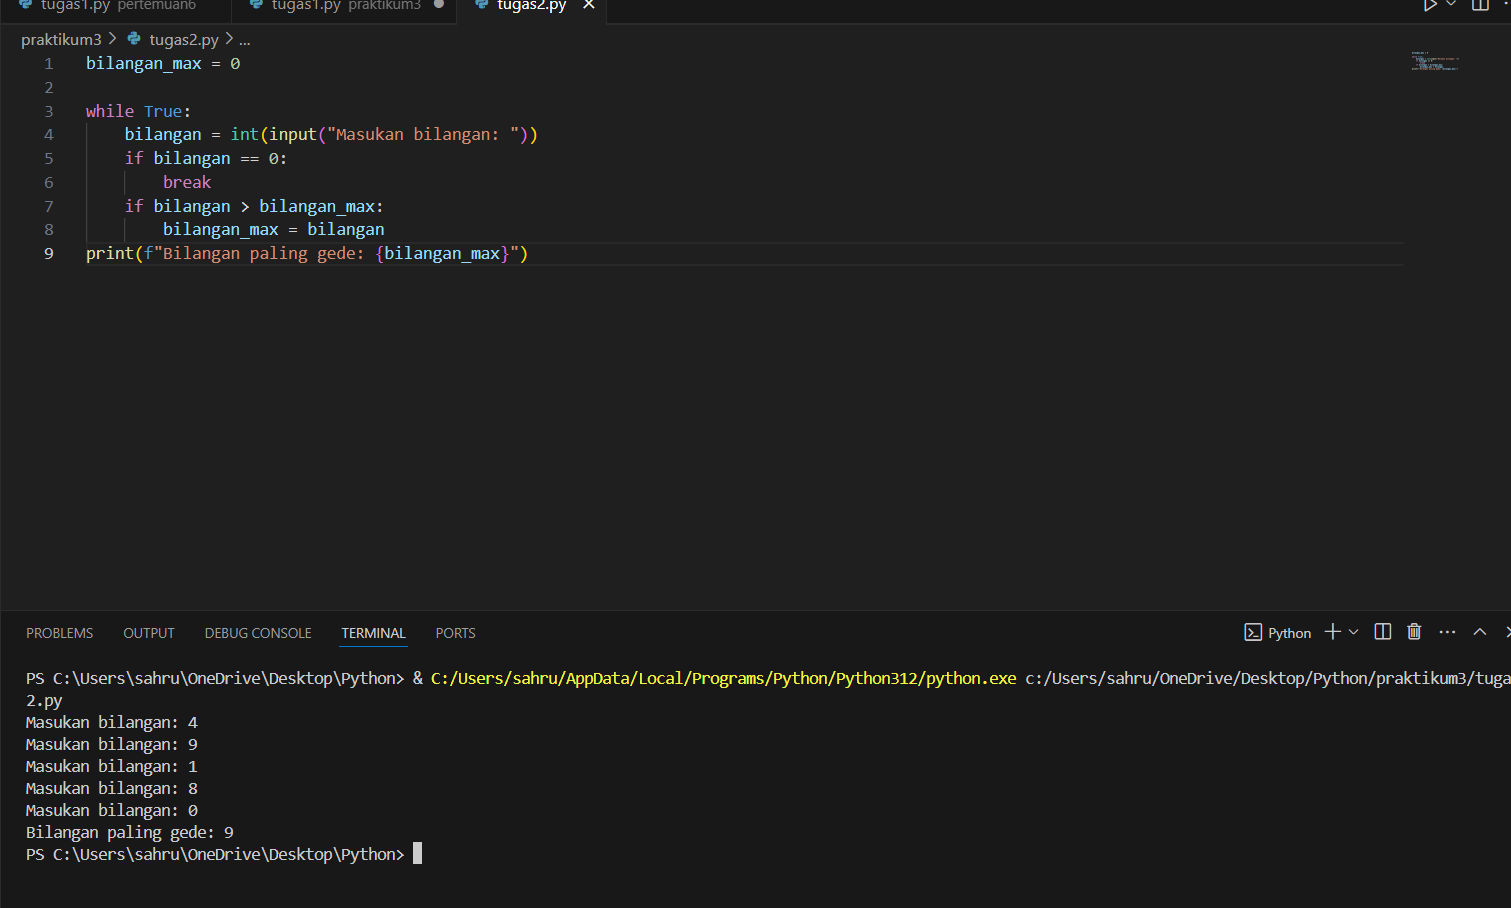 tugas1.py pertemuan6 tugas1.py praktikum3 tugas2.py
praktikum3 > tugas2.py > ...
1 bilangan_max = 0
2
3 while True:
4 bilangan = int(input("Masukan bilangan: "))
5 if bilangan == 0:
6 break
7 if bilangan > bilangan_max:
8 bilangan_max = bilangan
9 print(f"Bilangan paling gede: {bilangan_max}")
PROBLEMS OUTPUT DEBUG CONSOLE TERMINAL PORTS Python
PS C:\Users\sahru\OneDrive\Desktop\Python> & C:/Users/sahru/AppData/Local/Programs/Python/Python312/python.exe c:/Users/sahru/OneDrive/Desktop/Python/praktikum3/tuga
2.py
Masukan bilangan: 4
Masukan bilangan: 9
Masukan bilangan: 1
Masukan bilangan: 8
Masukan bilangan: 0
Bilangan paling gede: 9
PS C:\Users\sahru\OneDrive\Desktop\Python>